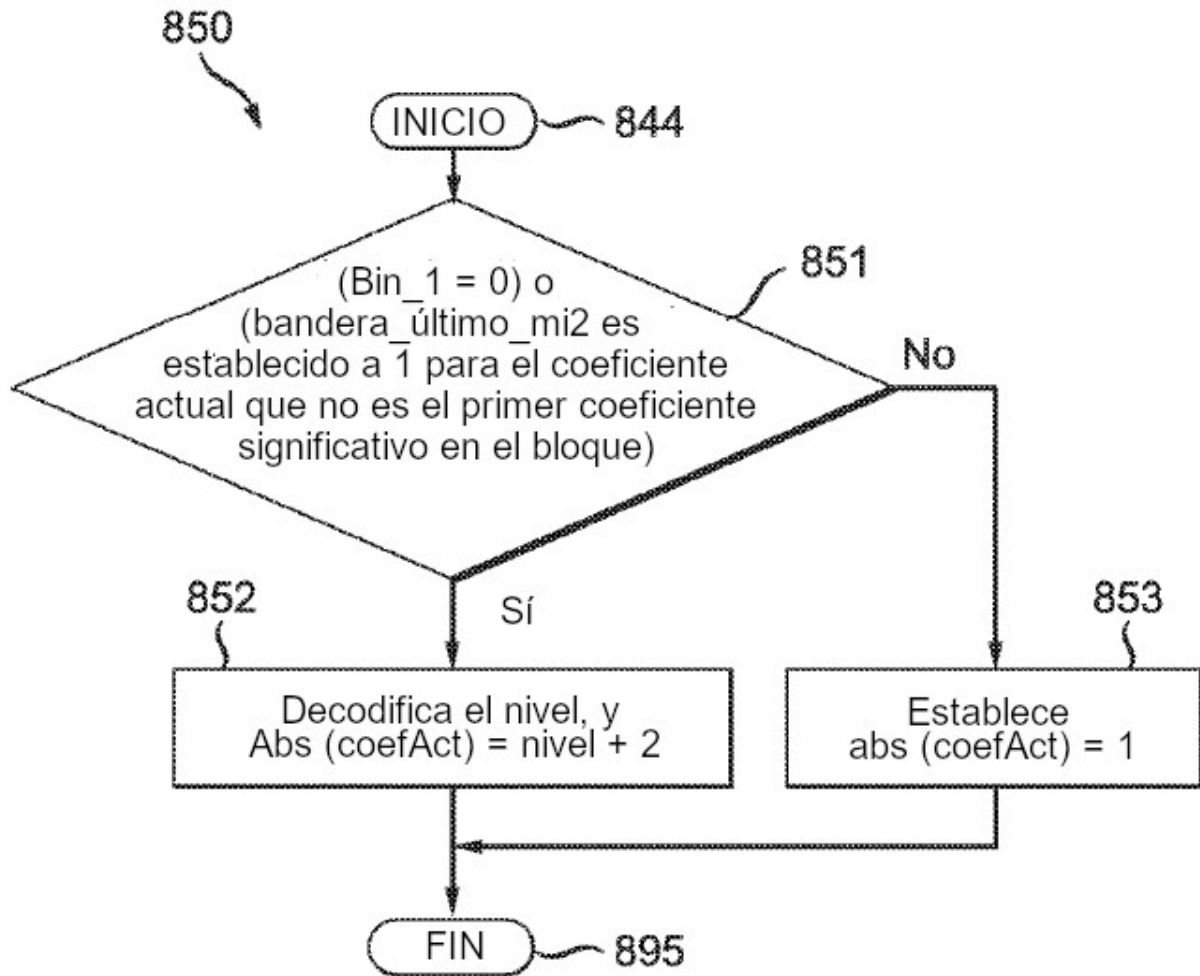 850
INICIO
844
(Bin_1 = 0) o
(bandera_último_mi2 es
establecido a 1 para el coeficiente
actual que no es el primer coeficiente
significativo en el bloque)
851
No
Sí
852
Decodifica el nivel, y
Abs (coefAct) = nivel + 2
853
Establece
abs (coefAct) = 1
FIN
895